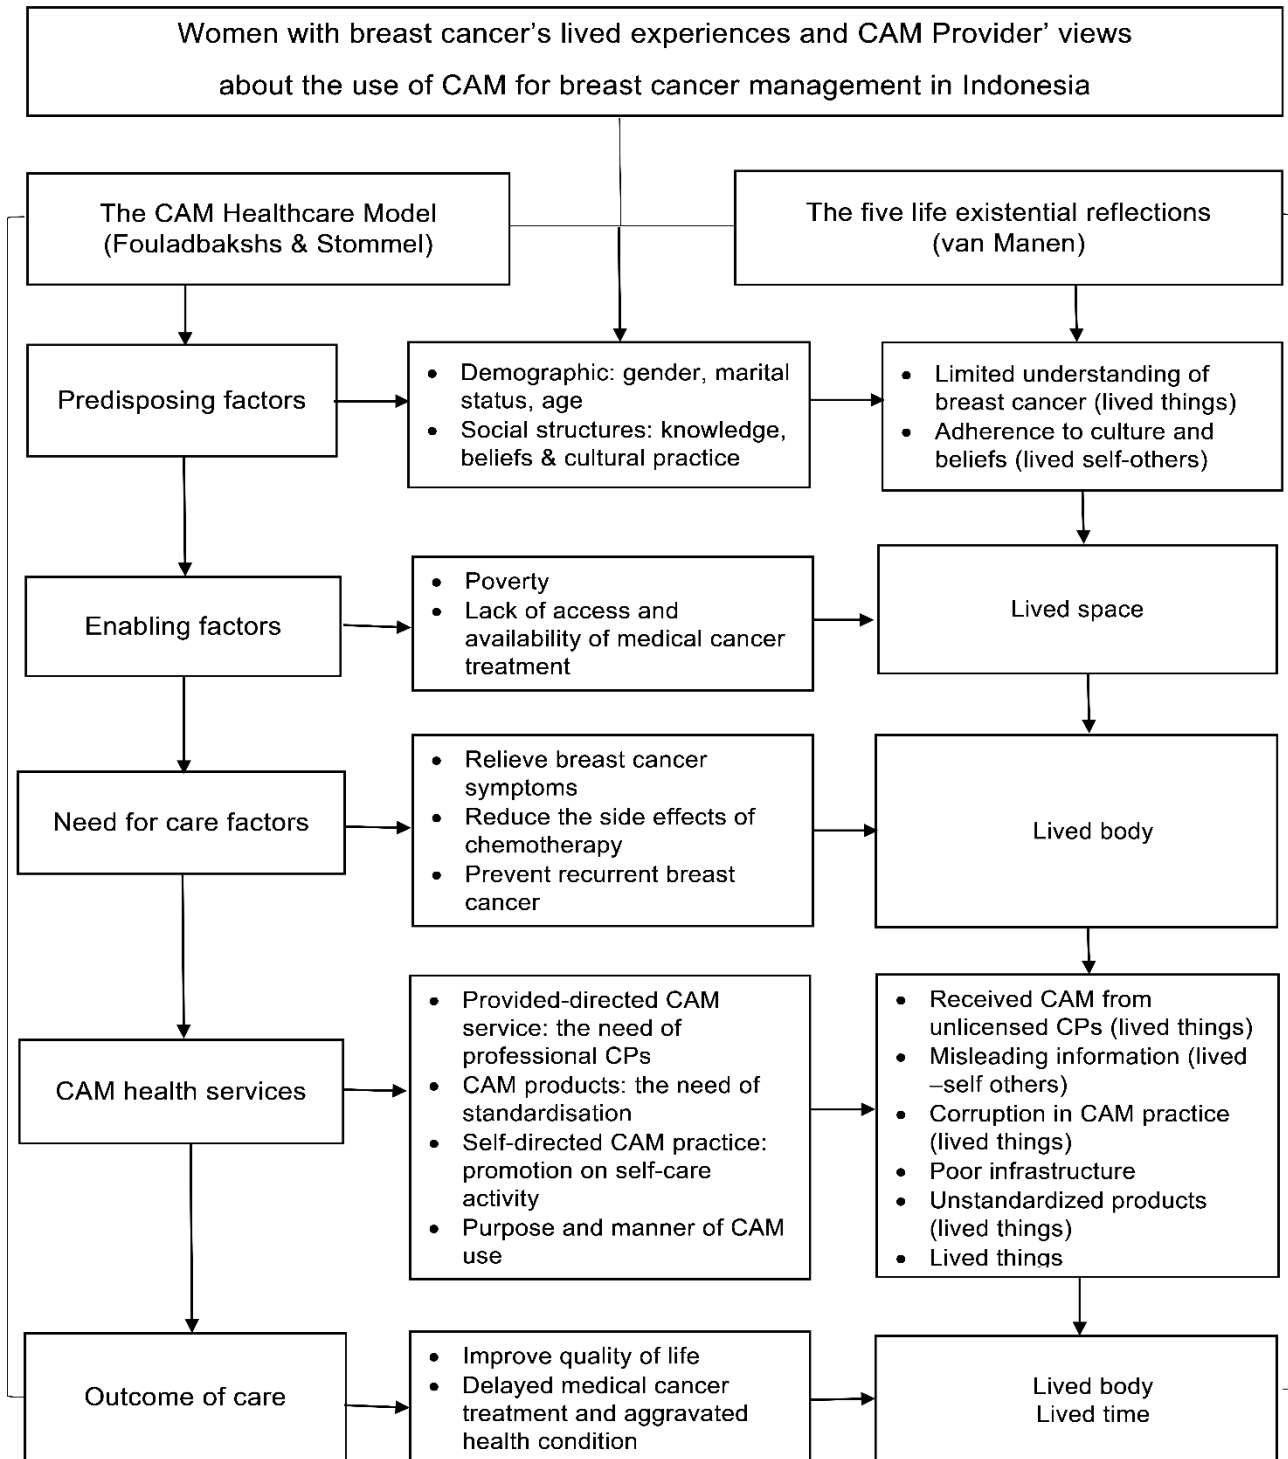 Women with breast cancer's lived experiences and CAM Provider' views
about the use of CAM for breast cancer management in Indonesia
The CAM Healthcare Model
(Fouladbakshs & Stommel)
The five life existential reflections
(van Manen)
Predisposing factors
• Demographic: gender, marital
status, age
• Social structures: knowledge,
beliefs & cultural practice
• Limited understanding of
breast cancer (lived things)
• Adherence to culture and
beliefs (lived self-others)
Enabling factors
• Poverty
• Lack of access and
availability of medical cancer
treatment
Lived space
Need for care factors
• Relieve breast cancer
symptoms
• Reduce the side effects of
chemotherapy
• Prevent recurrent breast
cancer
Lived body
CAM health services
• Provided-directed CAM
service: the need of
professional CPs
• CAM products: the need of
standardisation
• Self-directed CAM practice:
promotion on self-care
activity
• Purpose and manner of CAM
use
• Received CAM from
unlicensed CPs (lived things)
• Misleading information (lived
–self others)
• Corruption in CAM practice
(lived things)
• Poor infrastructure
• Unstandardized products
(lived things)
• Lived things
Outcome of care
• Improve quality of life
• Delayed medical cancer
treatment and aggravated
health condition
Lived body
Lived time